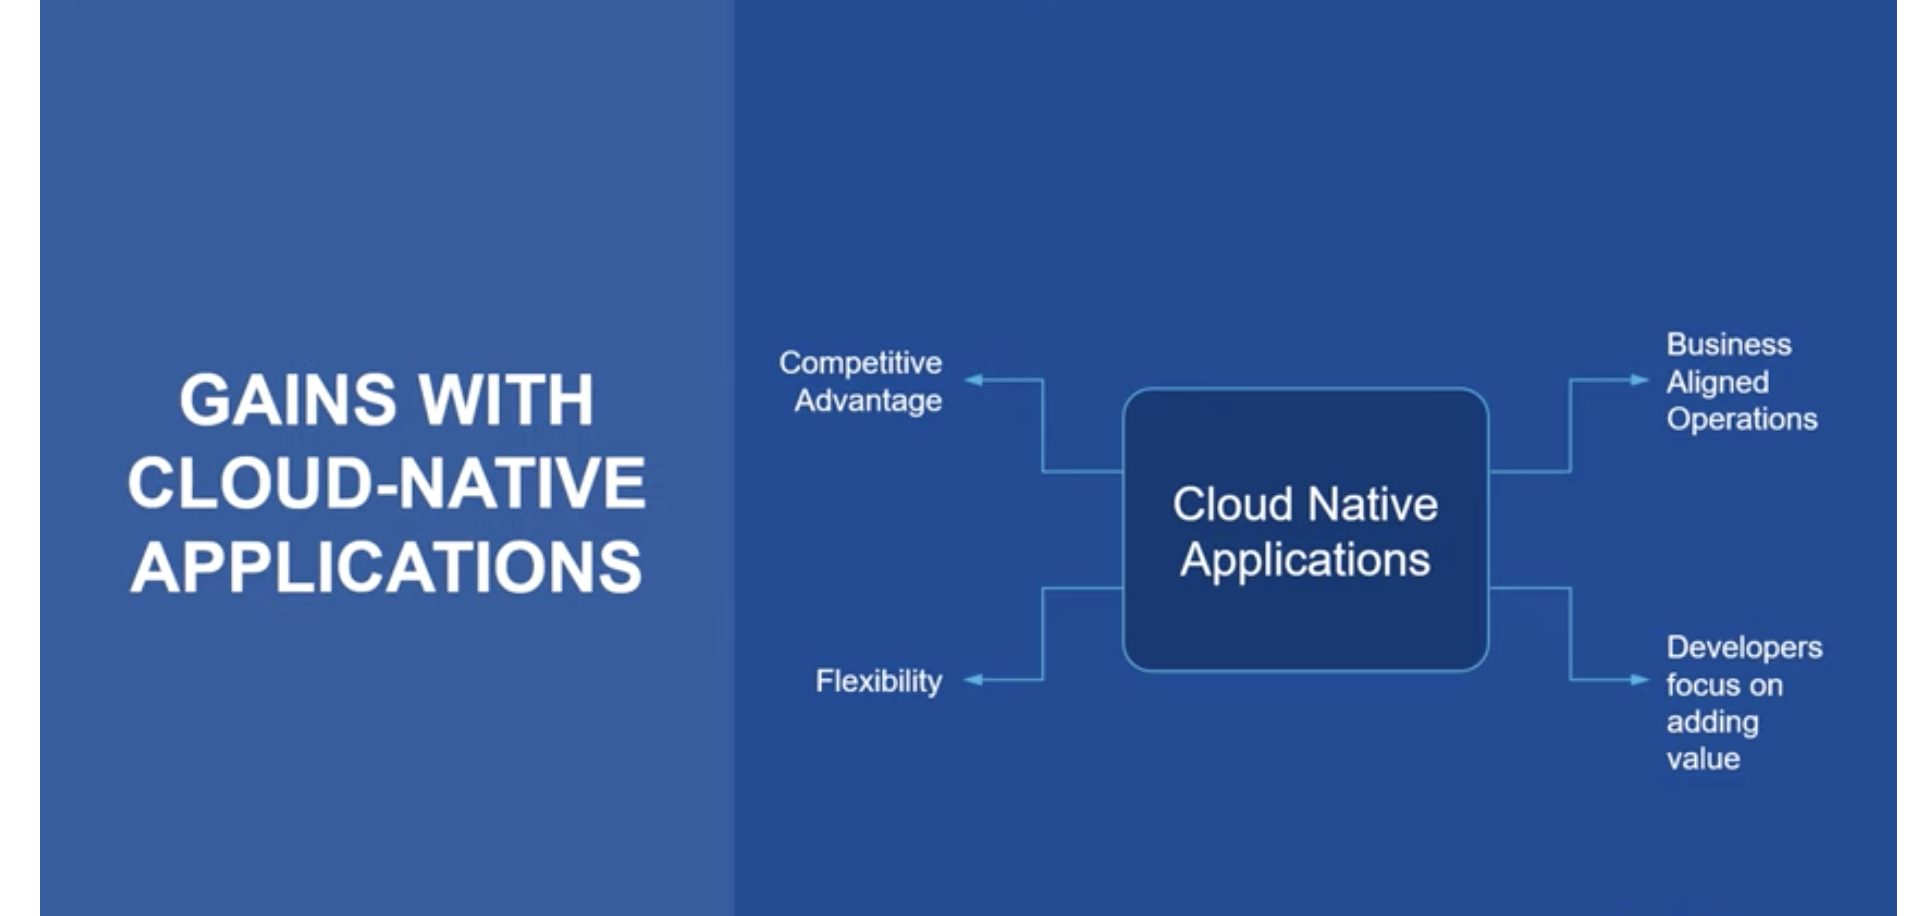 GAINS WITH
CLOUD-NATIVE
APPLICATIONS
Competitive
Advantage
Flexibility
Cloud Native
Applications
Business
Aligned
Operations
Developers
focus on
adding
value